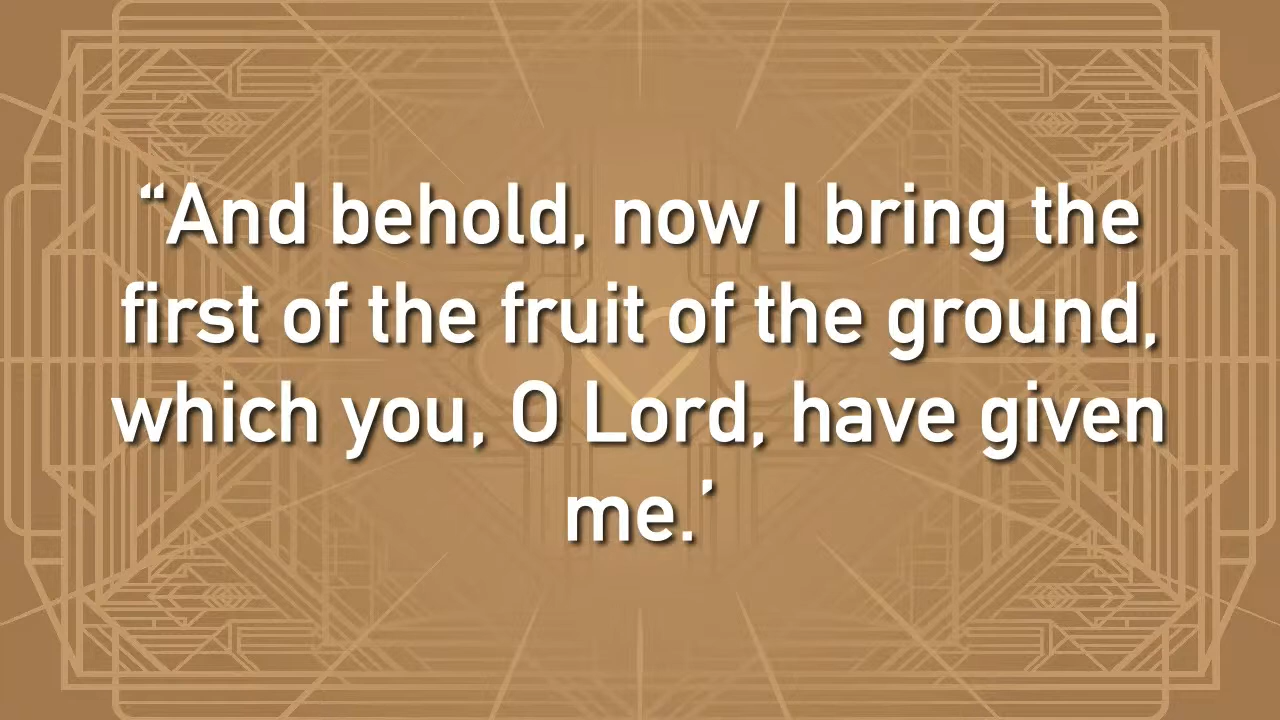 “And behold, now I bring the
first of the fruit of the ground,
which you, O Lord, have given
me.’